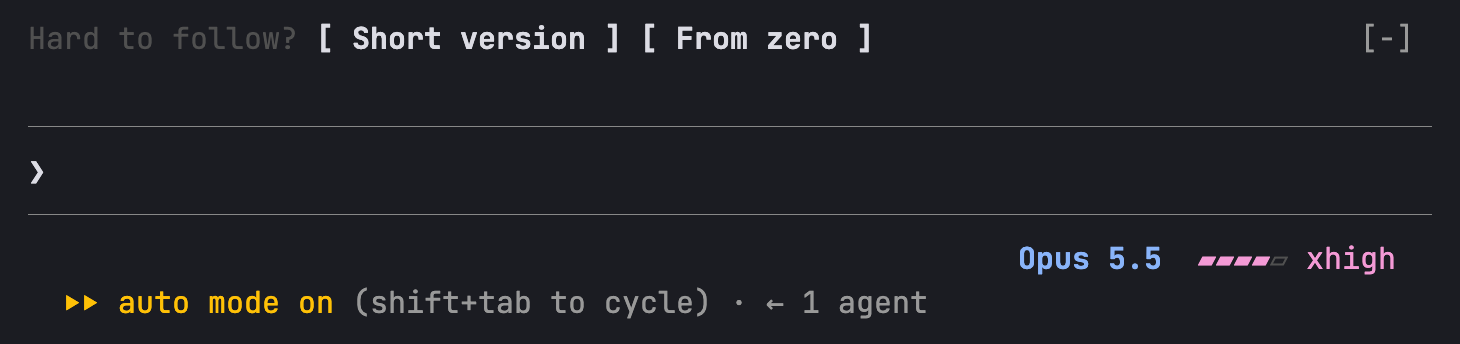 Hard to follow? [ Short version ] [ From zero ] [-]
❯
Opus 5.5 ▰▰▰▰▱ xhigh
▶▶ auto mode on (shift+tab to cycle) · ← 1 agent